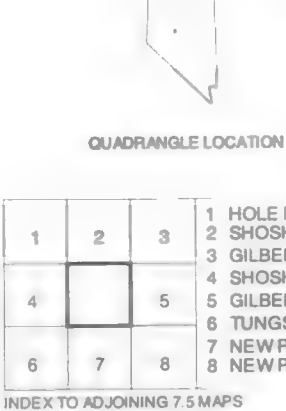 QUADRANGLE LOCATION
1 2 3
4 5
6 7 8
1 HOLE
2 SHOSH
3 GILBE
4 SHOSH
5 GILBE
6 TUNGS
7 NEW P
8 NEW P
INDEX TO ADJOINING 7.5 MAPS